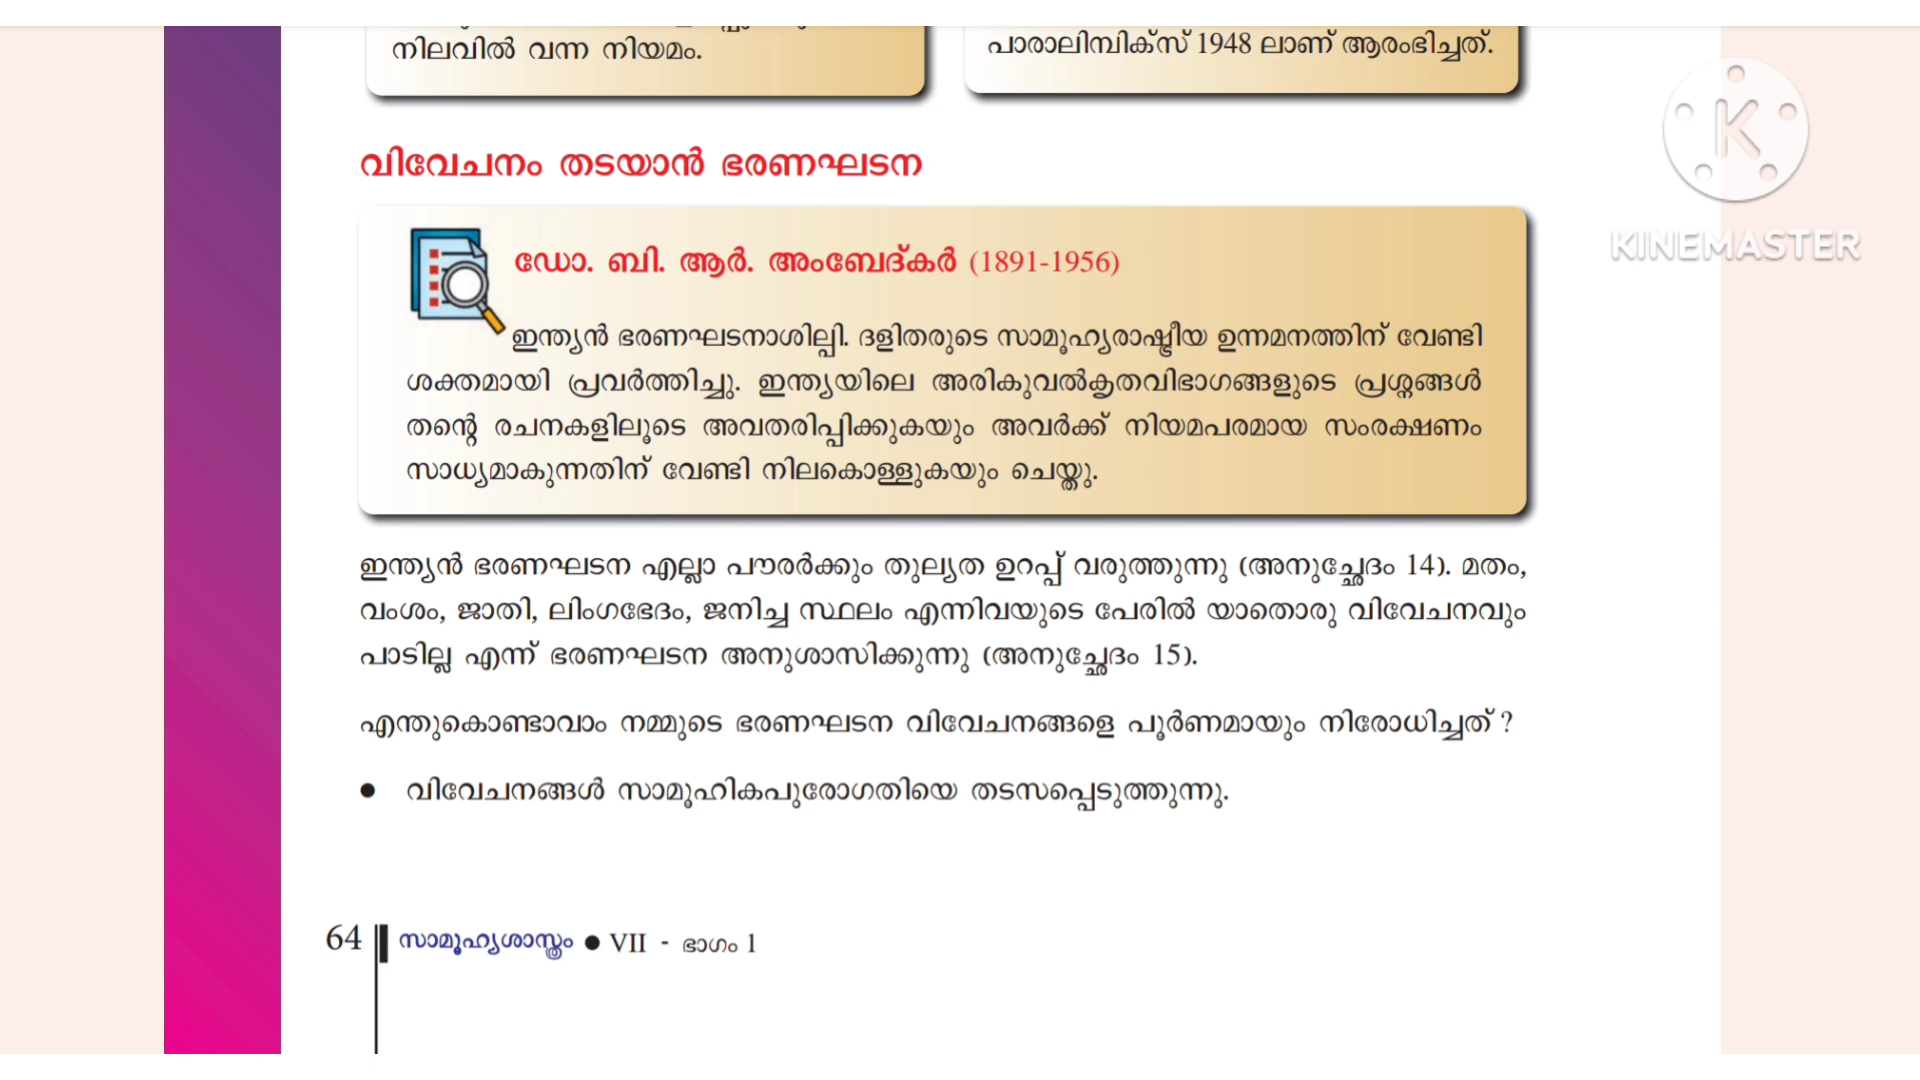 നിലവിൽ വന്ന നിയമം.
പാരാലിമ്പിക്സ് 1948 ലാണ് ആരംഭിച്ചത്.
വിവേചനം തടയാൻ ഭരണഘടന
ഡോ. ബി. ആർ. അംബേദ്കർ (1891-1956)
ഇന്ത്യൻ ഭരണഘടനാശില്പി. ദളിതരുടെ സാമൂഹ്യരാഷ്ട്രീയ ഉന്നമനത്തിന് വേണ്ടി
ശക്തമായി പ്രവർത്തിച്ചു. ഇന്ത്യയിലെ അരികുവൽകൃതവിഭാഗങ്ങളുടെ പ്രശ്നങ്ങൾ
തന്റെ രചനകളിലൂടെ അവതരിപ്പിക്കുകയും അവർക്ക് നിയമപരമായ സംരക്ഷണം
സാധ്യമാകുന്നതിന് വേണ്ടി നിലകൊള്ളുകയും ചെയ്തു.
ഇന്ത്യൻ ഭരണഘടന എല്ലാ പൗരർക്കും തുല്യത ഉറപ്പ് വരുത്തുന്നു (അനുച്ഛേദം 14). മതം,
വംശം, ജാതി, ലിംഗഭേദം, ജനിച്ച സ്ഥലം എന്നിവയുടെ പേരിൽ യാതൊരു വിവേചനവും
പാടില്ല എന്ന് ഭരണഘടന അനുശാസിക്കുന്നു (അനുച്ഛേദം 15).
എന്തുകൊണ്ടാവാം നമ്മുടെ ഭരണഘടന വിവേചനങ്ങളെ പൂർണമായും നിരോധിച്ചത് ?
● വിവേചനങ്ങൾ സാമൂഹികപുരോഗതിയെ തടസപ്പെടുത്തുന്നു.
64 സാമൂഹ്യശാസ്ത്രം ● VII - ഭാഗം 1
K
KINEMASTER